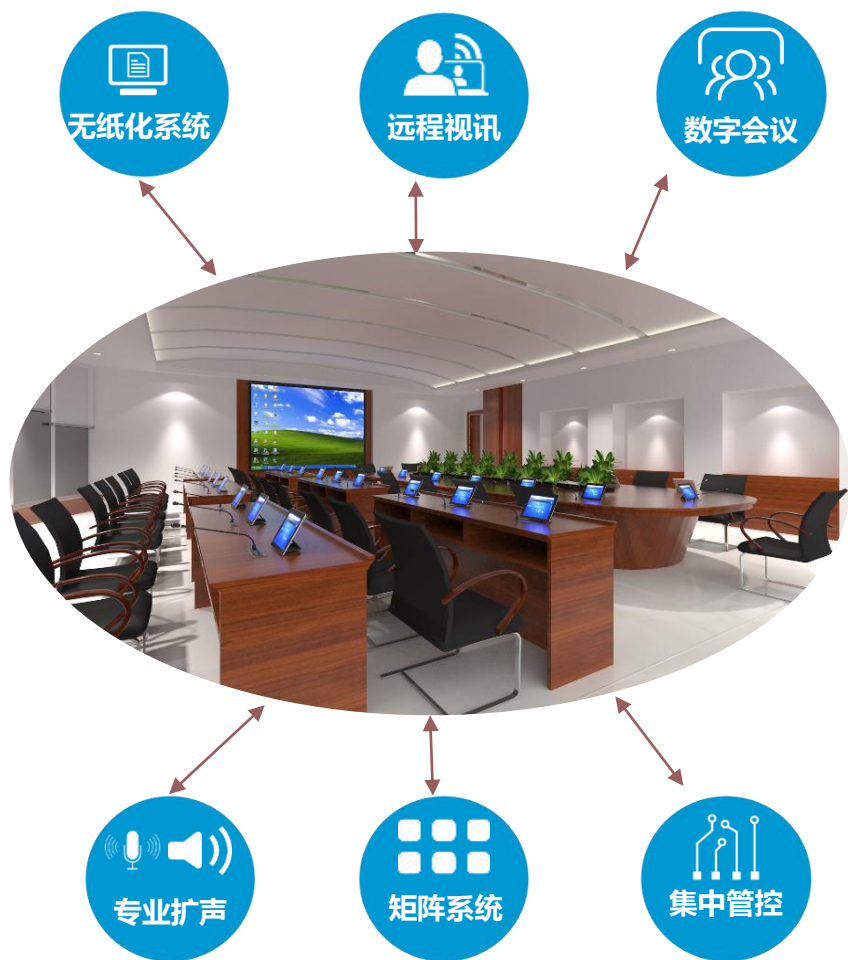 无纸化系统
远程视讯
数字会议
专业扩声
矩阵系统
集中管控